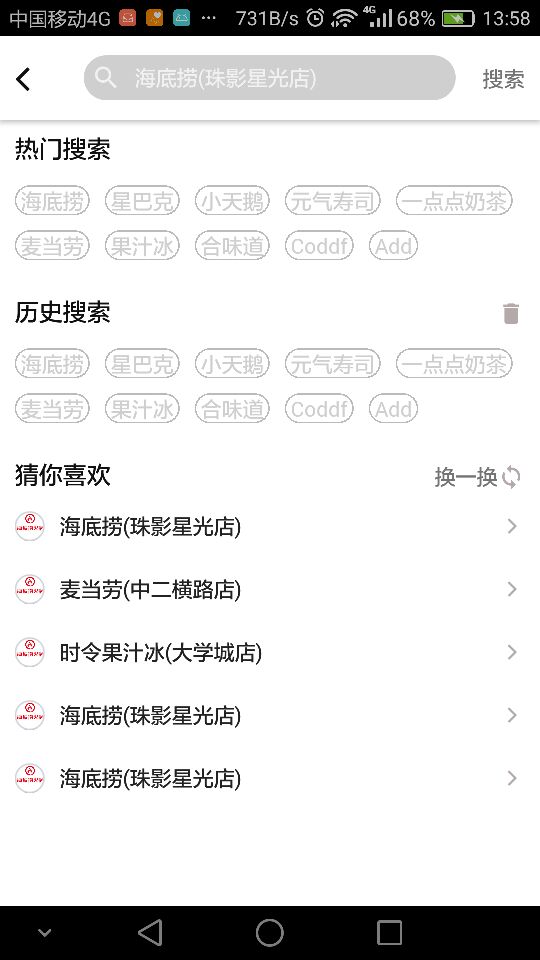 中国移动4G 731B/s 4G 68% 13:58
海底捞(珠影星光店) 搜索
热门搜索
海底捞 星巴克 小天鹅 元气寿司 一点点奶茶
麦当劳 果汁冰 合味道 Coddf Add
历史搜索
海底捞 星巴克 小天鹅 元气寿司 一点点奶茶
麦当劳 果汁冰 合味道 Coddf Add
猜你喜欢 换一换
海底捞(珠影星光店)
麦当劳(中二横路店)
时令果汁冰(大学城店)
海底捞(珠影星光店)
海底捞(珠影星光店)